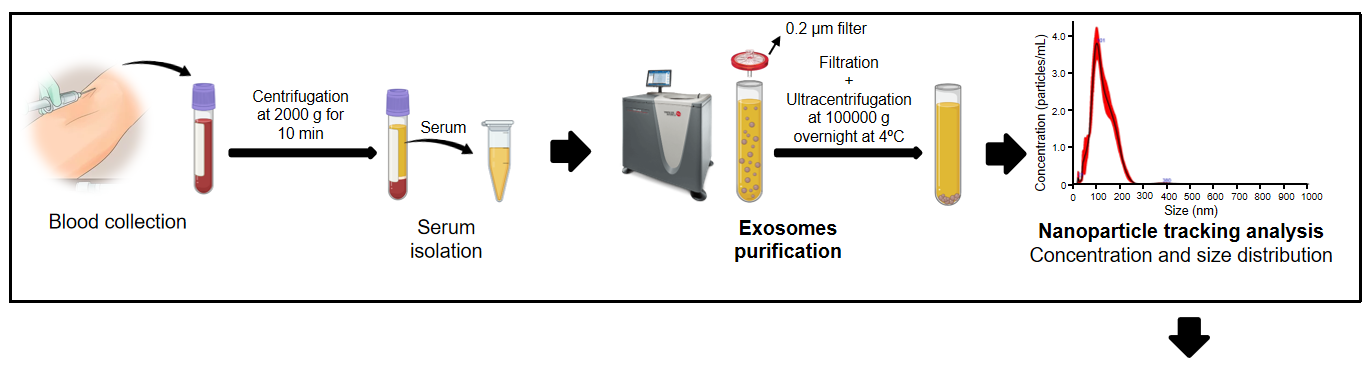 Blood collection
Centrifugation
at 2000 g for
10 min
Serum
Serum
isolation
0.2 µm filter
Filtration
+
Ultracentrifugation
at 100000 g
overnight at 4ºC
Exosomes
purification
Concentration (particles/mL)
4.0
3.0
2.0
1.0
0
0 100 200 300 400 500 600 700 800 900 1000
Size (nm)
Nanoparticle tracking analysis
Concentration and size distribution